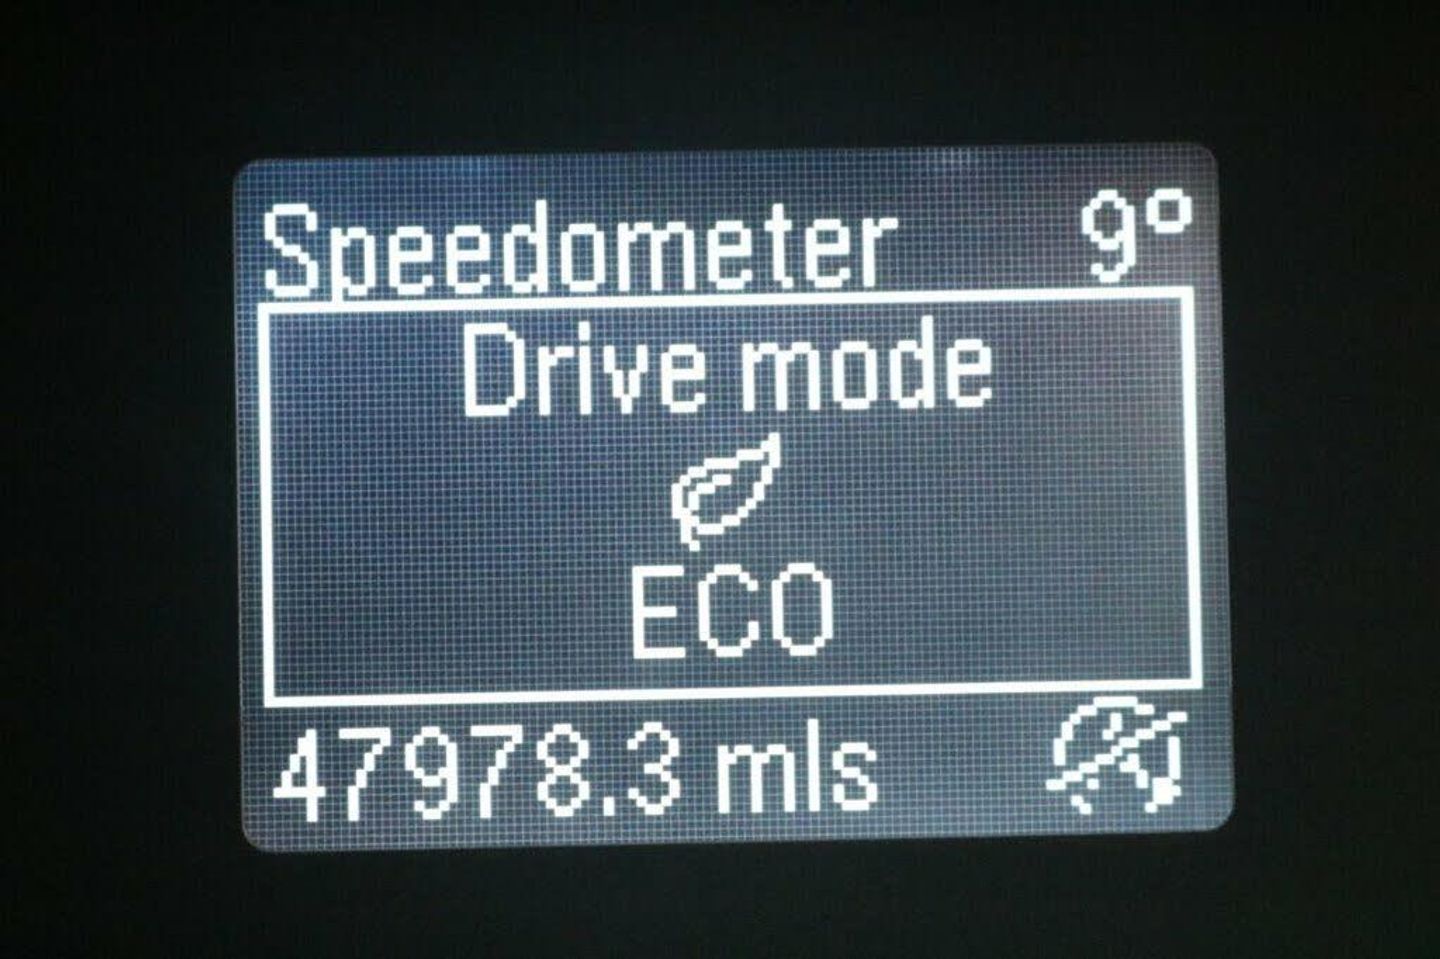 Speedometer 9°
Drive mode
ECO
47978.3 mls